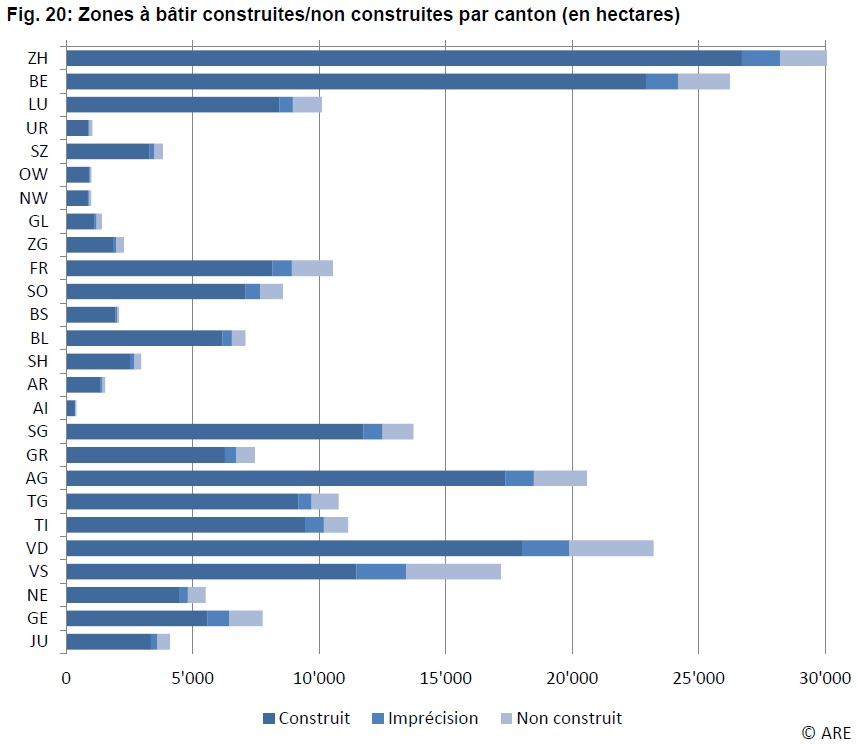 Fig. 20: Zones à bâtir construites/non construites par canton (en hectares)
ZH
BE
LU
UR
SZ
OW
NW
GL
ZG
FR
SO
BS
BL
SH
AR
AI
SG
GR
AG
TG
TI
VD
VS
NE
GE
JU
0 5'000 10'000 15'000 20'000 25'000 30'000
Construit Imprécision Non construit
© ARE